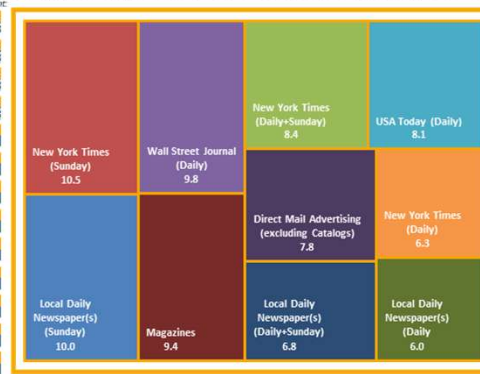 New York Times
(Sunday)
10.5
Wall Street Journal
(Daily)
9.8
New York Times
(Daily+Sunday)
8.4
USA Today (Daily)
8.1
Direct Mail Advertising
(excluding Catalogs)
7.8
New York Times
(Daily)
6.3
Local Daily
Newspaper(s)
(Sunday)
10.0
Magazines
9.4
Local Daily
Newspaper(s)
(Daily+Sunday)
6.8
Local Daily
Newspaper(s)
(Daily
6.0